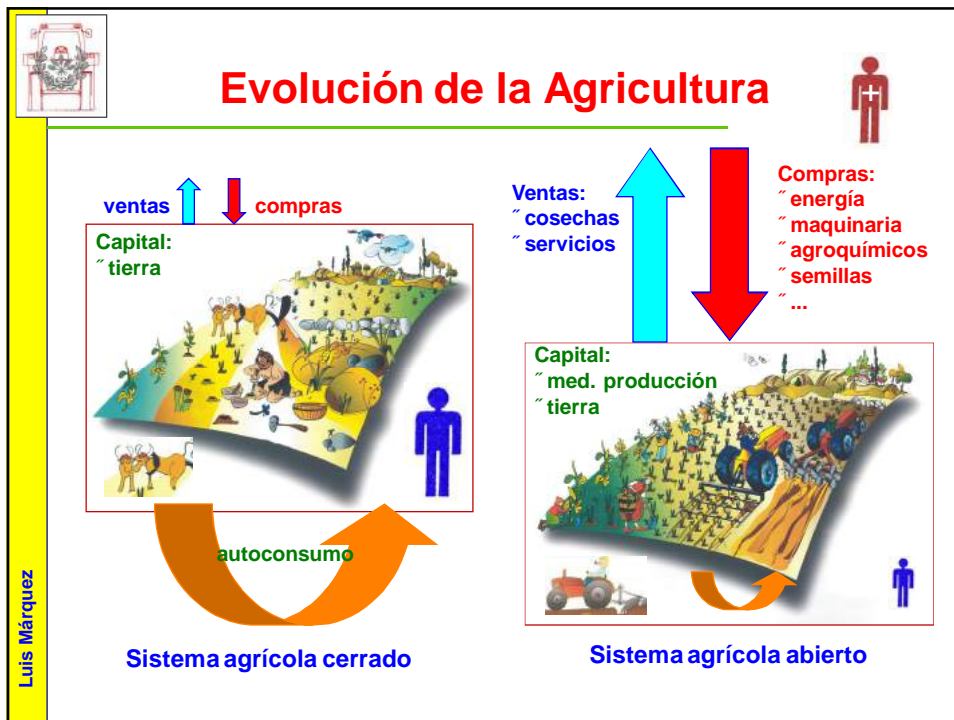 Evolución de la Agricultura
ventas
compras
Capital:
˝ tierra
autoconsumo
Sistema agrícola cerrado
Ventas:
˝ cosechas
˝ servicios
Compras:
˝ energía
˝ maquinaria
˝ agroquímicos
˝ semillas
˝ ...
Capital:
˝ med. producción
˝ tierra
Sistema agrícola abierto
Luis Márquez